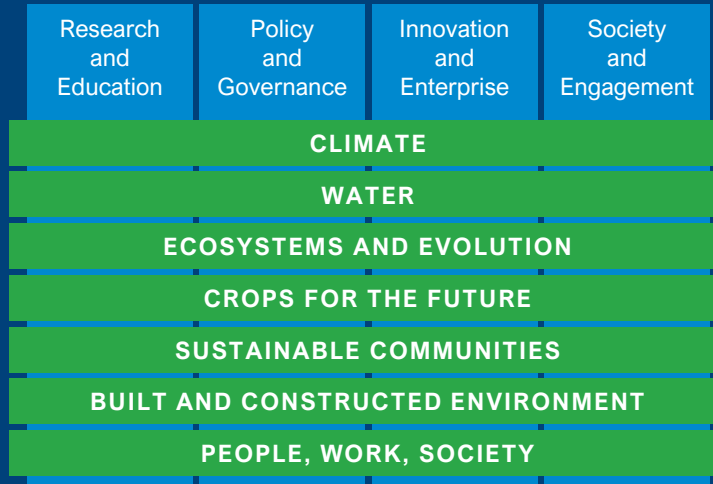 Research
and
Education
Policy
and
Governance
Innovation
and
Enterprise
Society
and
Engagement
CLIMATE
WATER
ECOSYSTEMS AND EVOLUTION
CROPS FOR THE FUTURE
SUSTAINABLE COMMUNITIES
BUILT AND CONSTRUCTED ENVIRONMENT
PEOPLE, WORK, SOCIETY